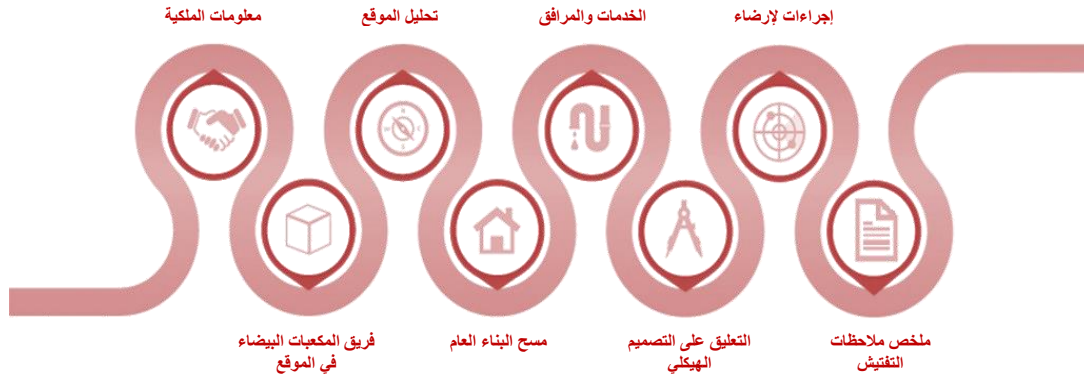 معلومات الملكية
تحليل الموقع
الخدمات والمرافق
إجراءات لإرضاء
فريق المكعبات البيضاء
في الموقع
مسح البناء العام
التعليق على التصميم
الهيكلي
ملخص ملاحظات
التفتيش